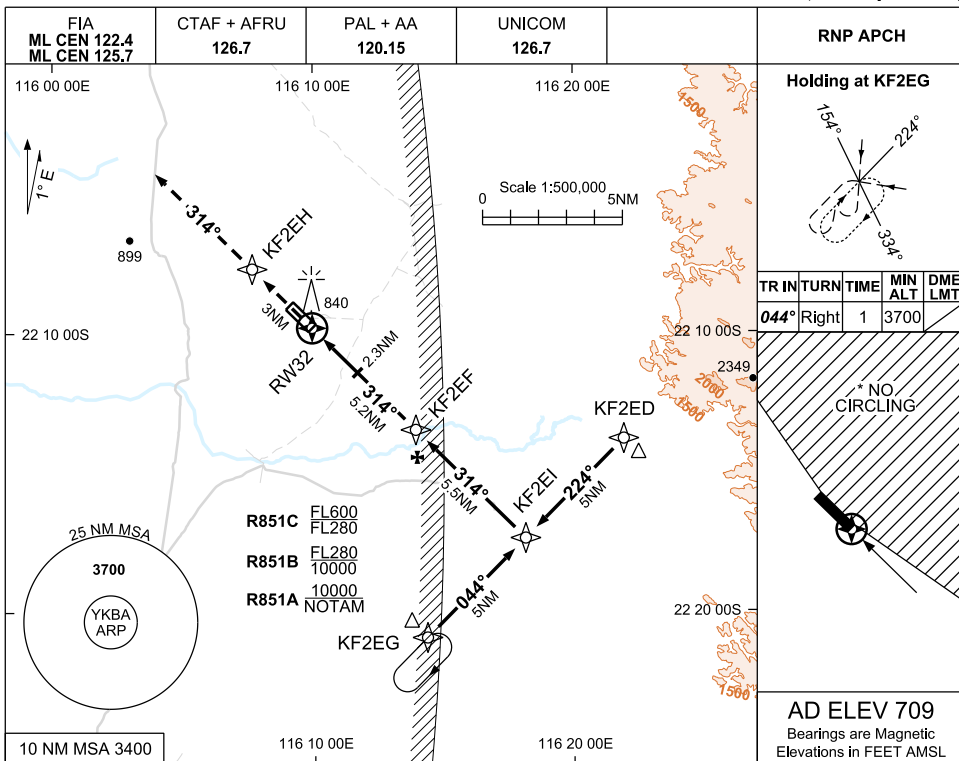 FIA
ML CEN 122.4
ML CEN 125.7
CTAF + AFRU
126.7
PAL + AA
120.15
UNICOM
126.7
RNP APCH
116 00 00E
116 10 00E
116 20 00E
1° E
899
314°
KF2EH
840
3NM
RW32
22 10 00S
2.3NM
314°
5.2NM
KF2EF
Scale 1:500,000
0
5NM
1500
22 10 00S
2349
2000
1500
KF2ED
224°
5NM
KF2EI
314°
5.5NM
R851C FL600
FL280
R851B FL280
10000
R851A 10000
NOTAM
044°
5NM
KF2EG
22 20 00S
1500
25 NM MSA
3700
YKBA
ARP
10 NM MSA 3400
116 10 00E
116 20 00E
Holding at KF2EG
154°
224°
334°
TR IN TURN TIME MIN ALT DME LMT
044° Right 1 3700
* NO
CIRCLING
AD ELEV 709
Bearings are Magnetic
Elevations in FEET AMSL